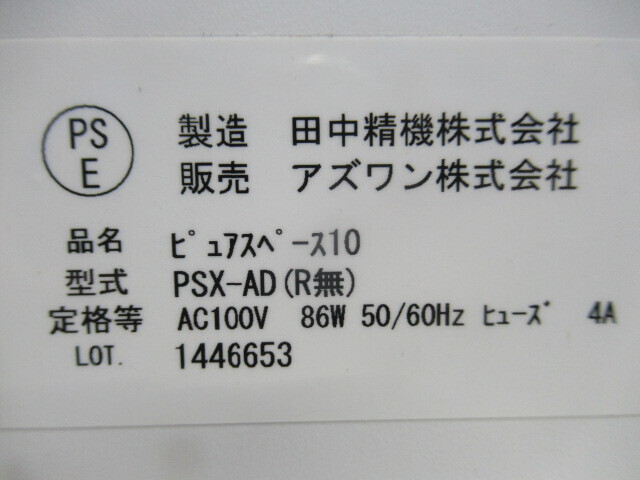 PS
E
製造 田中精機株式会社
販売 アズワン株式会社
品名 ﾋﾟｭｱｽﾍﾟｰｽ10
型式 PSX-AD(R無)
定格等 AC100V 86W 50/60Hz ﾋｭｰｽﾞ 4A
LOT. 1446653